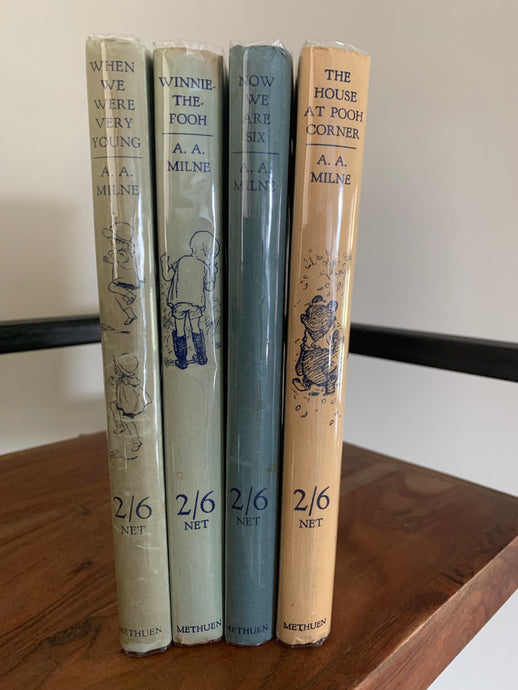 WHEN
WE
WERE
VERY
YOUNG
A. A.
MILNE
2/6
NET
METHUEN
WINNIE-
THE-
POOH
A. A.
MILNE
2/6
NET
METHUEN
NOW
WE
ARE
SIX
A. A.
MILNE
2/6
NET
METHUEN
THE
HOUSE
AT POOH
CORNER
A. A.
MILNE
2/6
NET
METHUEN